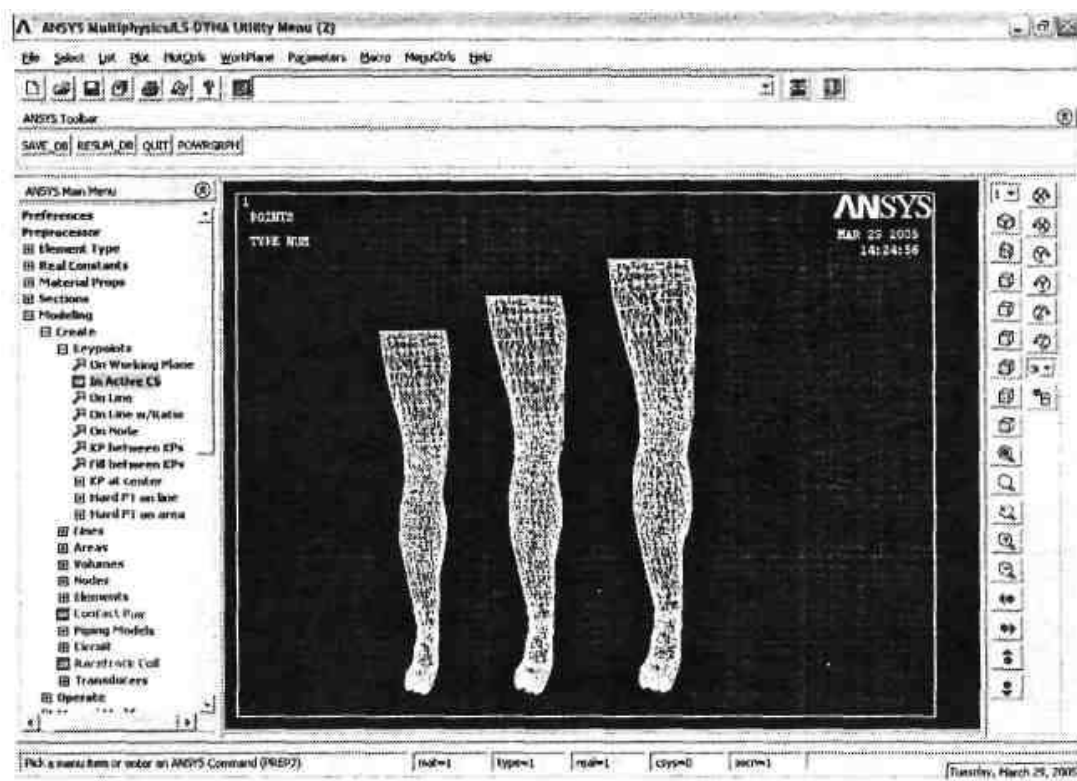 ANSYS Multiphysics/LS-DYNA Utility Menu (2)
File Select List Plot PlotCtrls WorkPlane Parameters Macro MenuCtrls Help
ANSYS Toolbar
SAVE_DB RESUM_DB QUIT POWRGRPH
ANSYS Main Menu
Preferences
Preprocessor
Element Type
Real Constants
Material Props
Sections
Modeling
Create
Keypoints
On Working Plane
In Active CS
On Line
On Line w/Ratio
On Node
KP between KPs
Fill between KPs
KP at center
Hard PT on line
Hard PT on area
Lines
Areas
Volumes
Nodes
Elements
Contact Pair
Piping Models
Circuit
Racetrack Coil
Transducers
Operate
1
POINTS
TYPE NUM
ANSYS
MAR 29 2005
14:24:56
1
3
Pick a menu item or enter an ANSYS Command (PREP7) mat=1 type=1 real=1 csys=0 secn=1
Tuesday, March 29, 2005